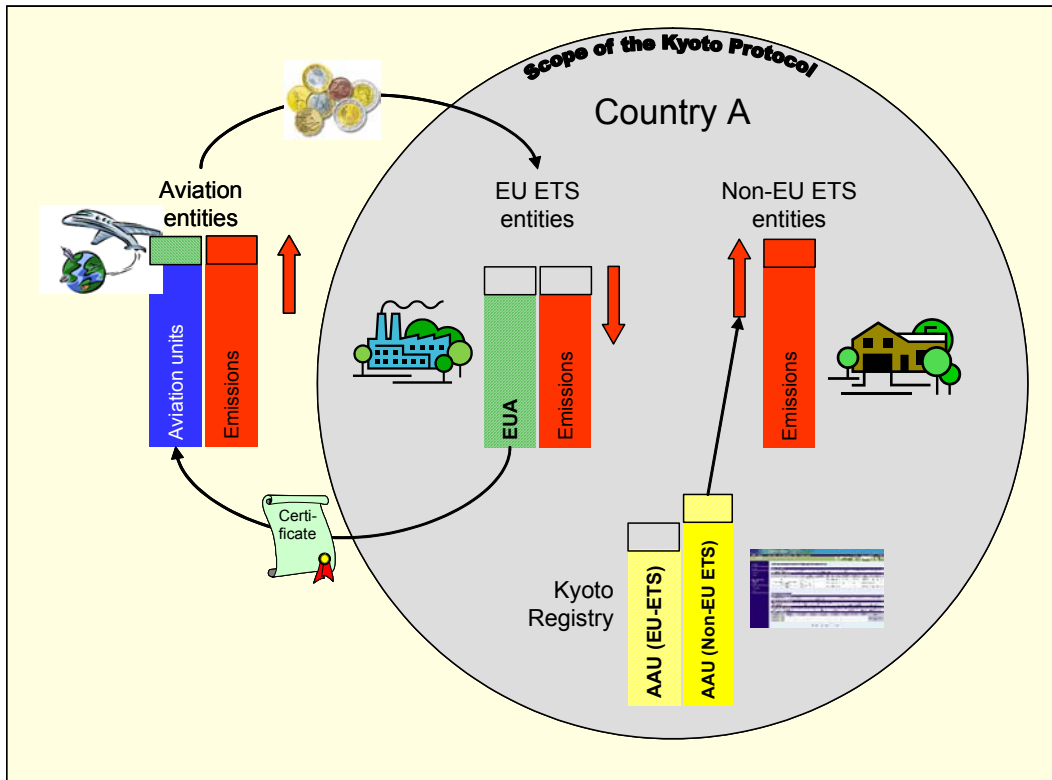 Scope of the Kyoto Protocol
Country A
Aviation
entities
EU ETS
entities
Non-EU ETS
entities
Aviation units
Emissions
EUA
Emissions
Emissions
Certi-
ficate
Kyoto
Registry
AAU (EU-ETS)
AAU (Non-EU ETS)